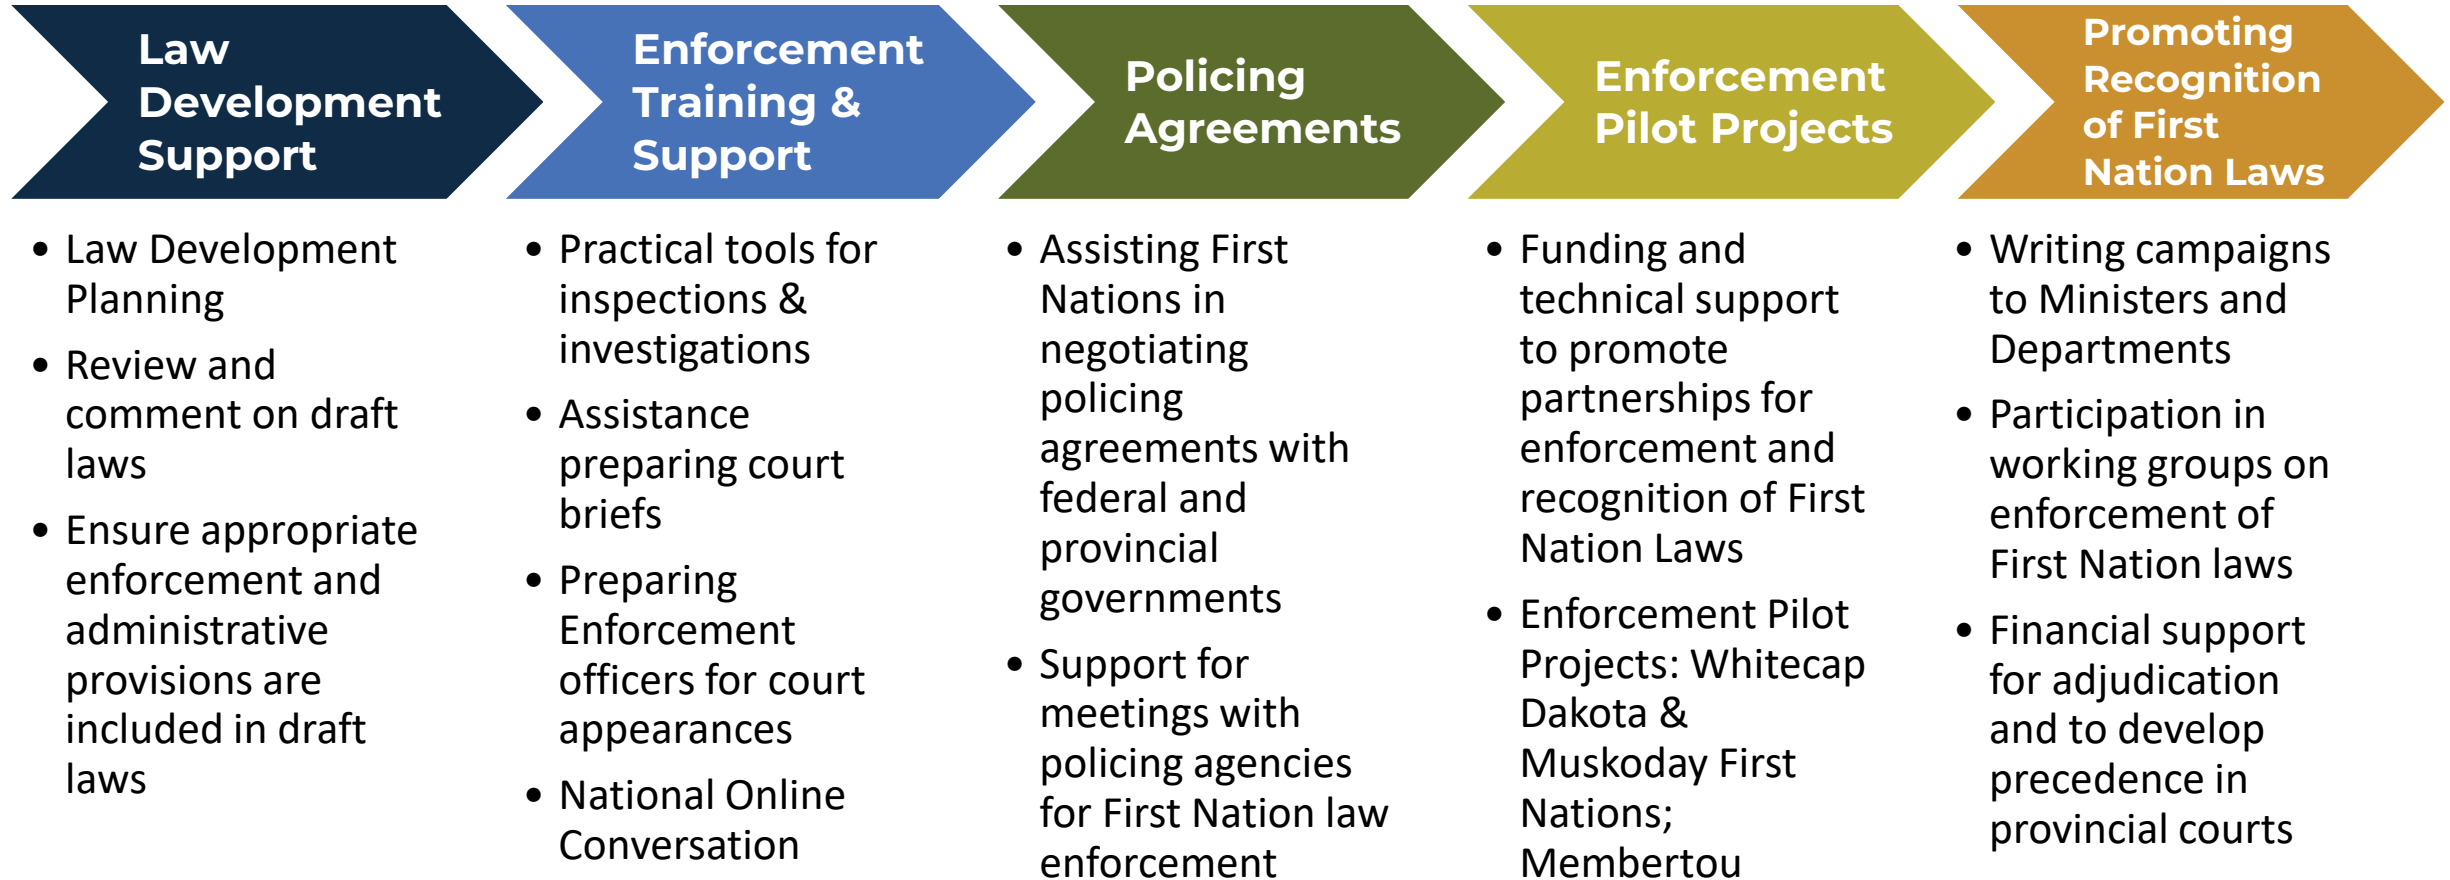 Law
Development
Support
• Law Development
Planning
• Review and
comment on draft
laws
• Ensure appropriate
enforcement and
administrative
provisions are
included in draft
laws
Enforcement
Training &
Support
• Practical tools for
inspections &
investigations
• Assistance
preparing court
briefs
• Preparing
Enforcement
officers for court
appearances
• National Online
Conversation
Policing
Agreements
• Assisting First
Nations in
negotiating
policing
agreements with
federal and
provincial
governments
• Support for
meetings with
policing agencies
for First Nation law
enforcement
Enforcement
Pilot Projects
• Funding and
technical support
to promote
partnerships for
enforcement and
recognition of First
Nation Laws
• Enforcement Pilot
Projects: Whitecap
Dakota &
Muskoday First
Nations;
Membertou
Promoting
Recognition
of First
Nation Laws
• Writing campaigns
to Ministers and
Departments
• Participation in
working groups on
enforcement of
First Nation laws
• Financial support
for adjudication
and to develop
precedence in
provincial courts